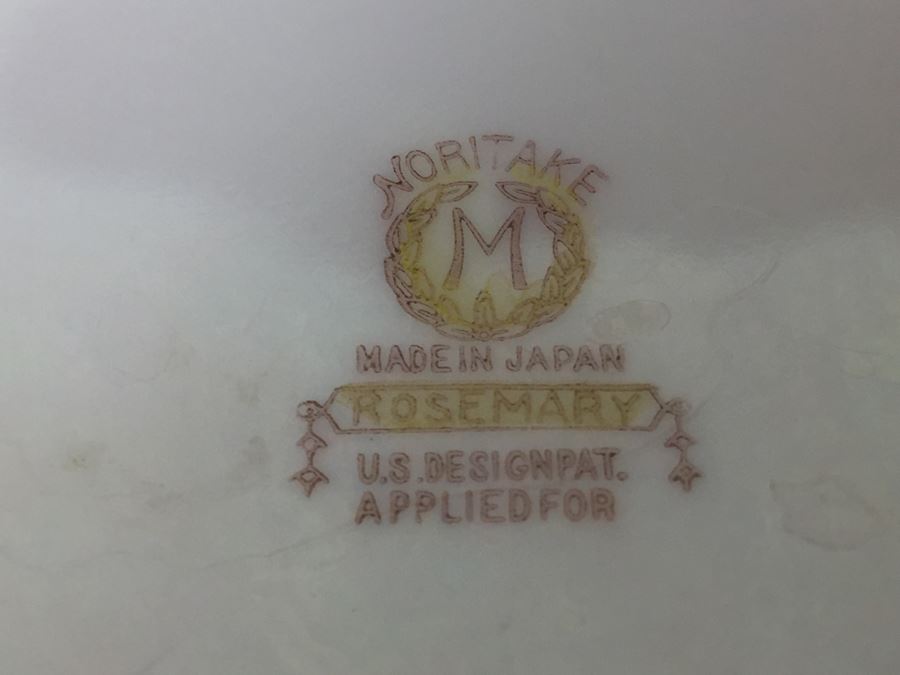 NORITAKE
M
MADE IN JAPAN
ROSEMARY
U.S. DESIGN PAT.
APPLIED FOR